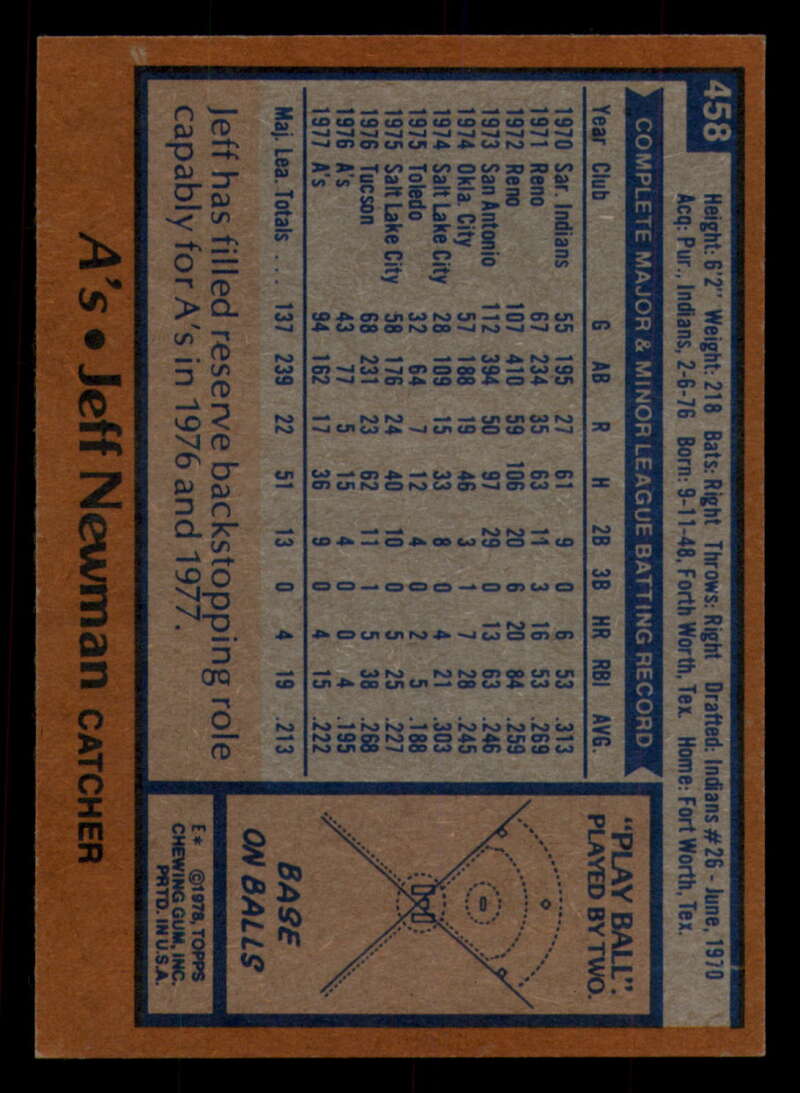 458
Height: 6'2" Weight: 218 Bats: Right Throws: Right Drafted: Indians #26 - June, 1970
Acq: Pur., Indians, 2-6-76 Born: 9-11-48, Forth Worth, Tex. Home: Fort Worth, Tex.
COMPLETE MAJOR & MINOR LEAGUE BATTING RECORD
Year Club G AB R H 2B 3B HR RBI AVG.
1970 Sar. Indians 55 195 27 61 9 0 6 53 .313
1971 Reno 67 234 35 63 11 3 16 53 .269
1972 Reno 107 410 59 106 20 6 20 84 .259
1973 San Antonio 112 394 50 97 29 0 13 63 .246
1974 Okla. City 57 188 19 46 3 1 7 28 .245
1974 Salt Lake City 28 109 15 33 8 0 4 21 .303
1975 Toledo 32 64 7 12 4 0 2 5 .188
1975 Salt Lake City 58 176 24 40 10 0 5 25 .227
1976 Tucson 68 231 23 62 11 1 5 38 .268
1976 A's 43 77 5 15 4 0 0 4 .195
1977 A's 94 162 17 36 9 0 4 15 .222
Maj. Lea. Totals . . . 137 239 22 51 13 0 4 19 .213
Jeff has filled reserve backstopping role
capably for A's in 1976 and 1977.
"PLAY BALL".
PLAYED BY TWO.
BASE
ON BALLS
E* ©1978, TOPPS
CHEWING GUM, INC.
PRTD. IN U.S.A.
A's • Jeff Newman CATCHER